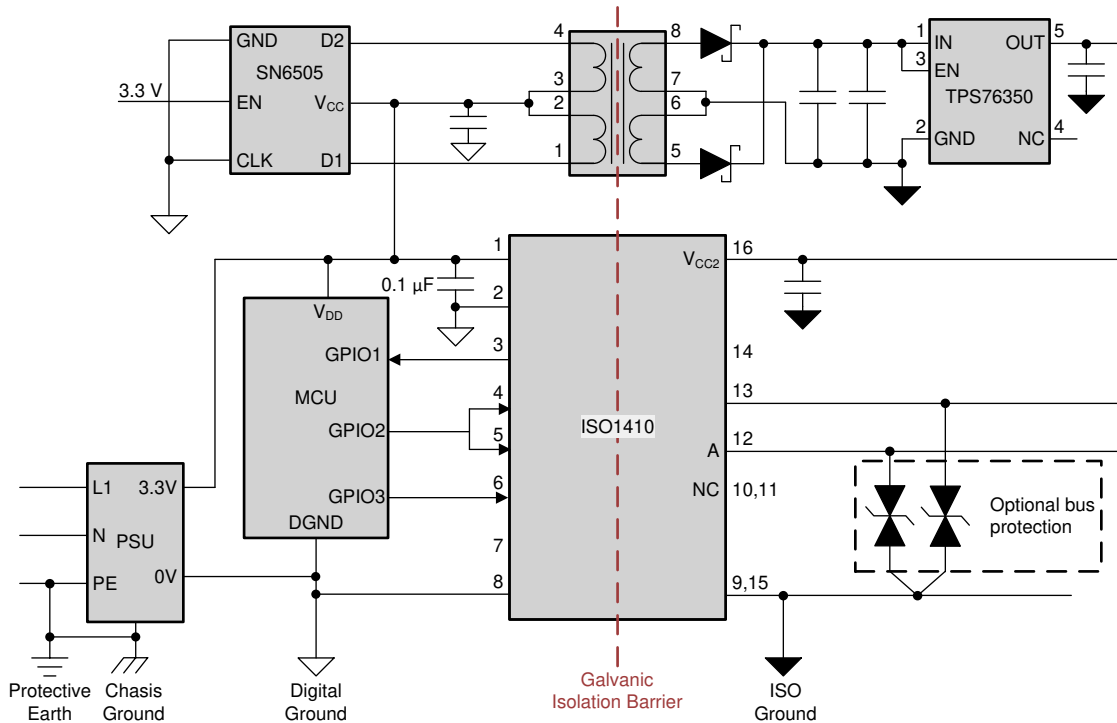 GND
D2
SN6505
3.3 V
EN
VCC
CLK
D1
4
3
2
1
8
7
6
5
1
3
IN
EN
OUT
5
TPS76350
2
GND
NC
4
1
0.1 µF
2
VDD
GPIO1
3
MCU
4
GPIO2
5
GPIO3
6
DGND
7
8
ISO1410
VCC2
16
14
13
A
12
NC
10,11
9,15
Optional bus
protection
L1
3.3V
N
PSU
PE
0V
Protective
Earth
Chasis
Ground
Digital
Ground
Galvanic
Isolation Barrier
ISO
Ground